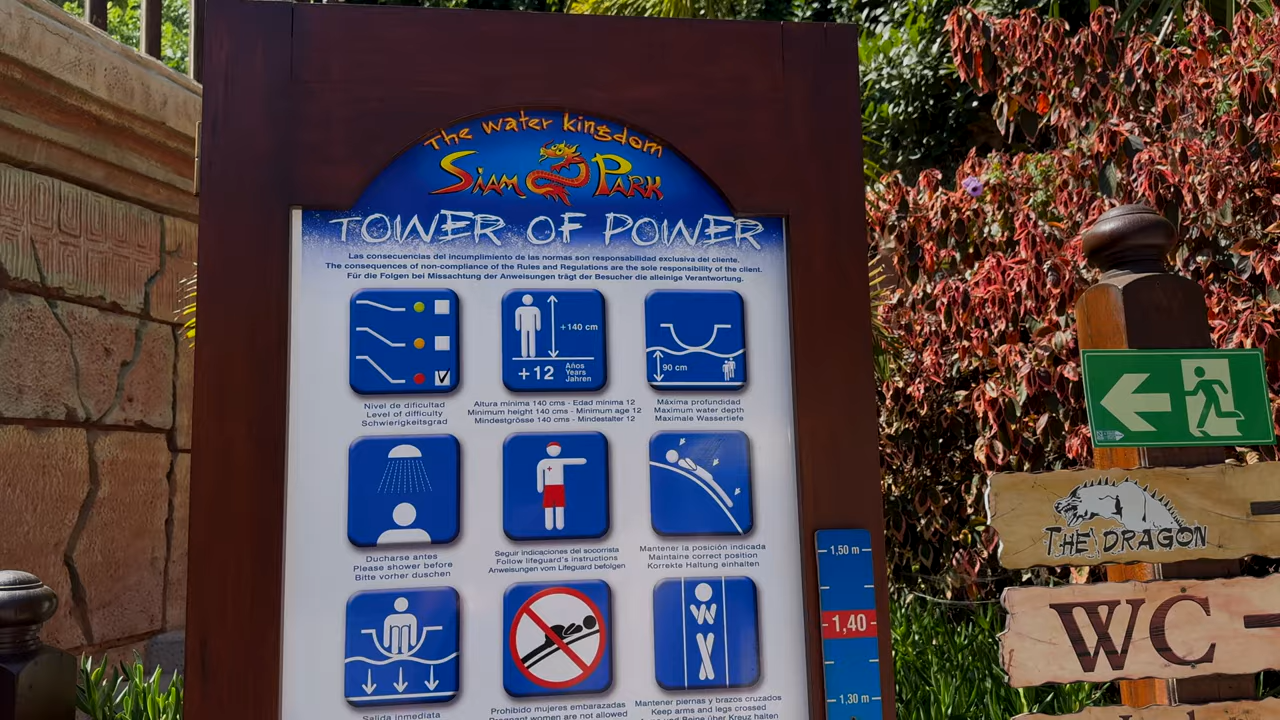 The water kingdom
SIAM PARK
TOWER OF POWER
Las consecuencias del incumplimiento de las normas son responsabilidad exclusiva del cliente.
The consequences of non-compliance of the Rules and Regulations are the sole responsibility of the client.
Für die Folgen bei Missachtung der Anweisungen trägt der Besucher die alleinige Verantwortung.
+140 cm
+12 Años
Years
Jahren
90 cm
Nivel de dificultad
Level of difficulty
Schwierigkeitsgrad
Altura mínima 140 cms - Edad mínima 12
Minimum height 140 cms - Minimum age 12
Mindestgrösse 140 cms - Mindestalter 12
Máxima profundidad
Maximum water depth
Maximale Wassertiefe
Ducharse antes
Please shower before
Bitte vorher duschen
Seguir indicaciones del socorrista
Follow lifeguard's instructions
Anweisungen vom Lifeguard befolgen
Mantener la posición indicada
Maintaine correct position
Korrekte Haltung einhalten
Salida inmediata
Prohibido mujeres embarazadas
Pregnant women are not allowed
Mantener piernas y brazos cruzados
Keep arms and legs crossed
Arme und Beine über Kreuz halten
1,50 m
1,40
1,30 m
THE DRAGON
WC